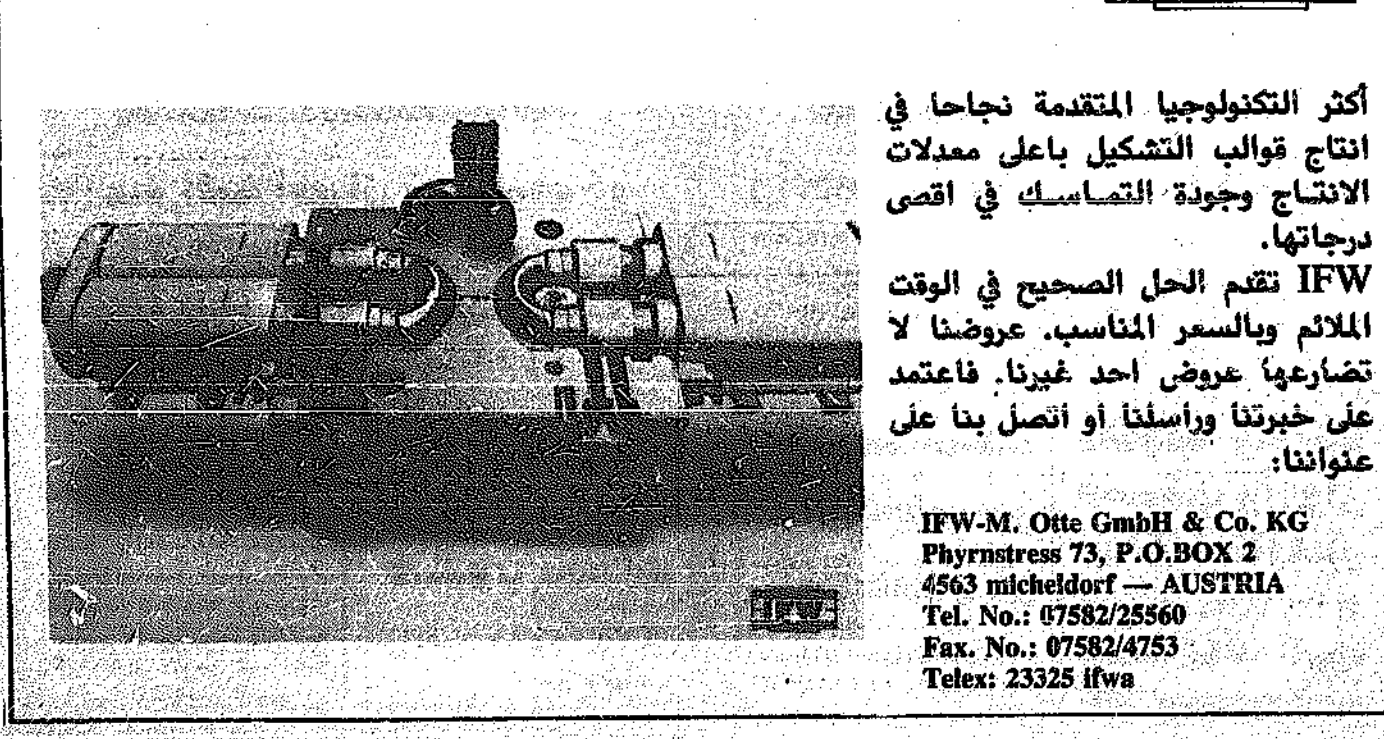 أكثر التكنولوجيا المتقدمة نجاحا في
انتاج قوالب التشكيل باعلى معدلات
الانتاج وجودة التماسك في اقصى
درجاتها.
IFW تقدم الحل الصحيح في الوقت
الملائم وبالسعر المناسب. عروضنا لا
تضارعها عروض احد غيرنا. فاعتمد
على خبرتنا وراسلنا أو اتصل بنا على
عنواننا:
IFW-M. Otte GmbH & Co. KG
Phyrnstress 73, P.O.BOX 2
4563 micheldorf — AUSTRIA
Tel. No.: 07582/25560
Fax. No.: 07582/4753
Telex: 23325 ifwa
IFW